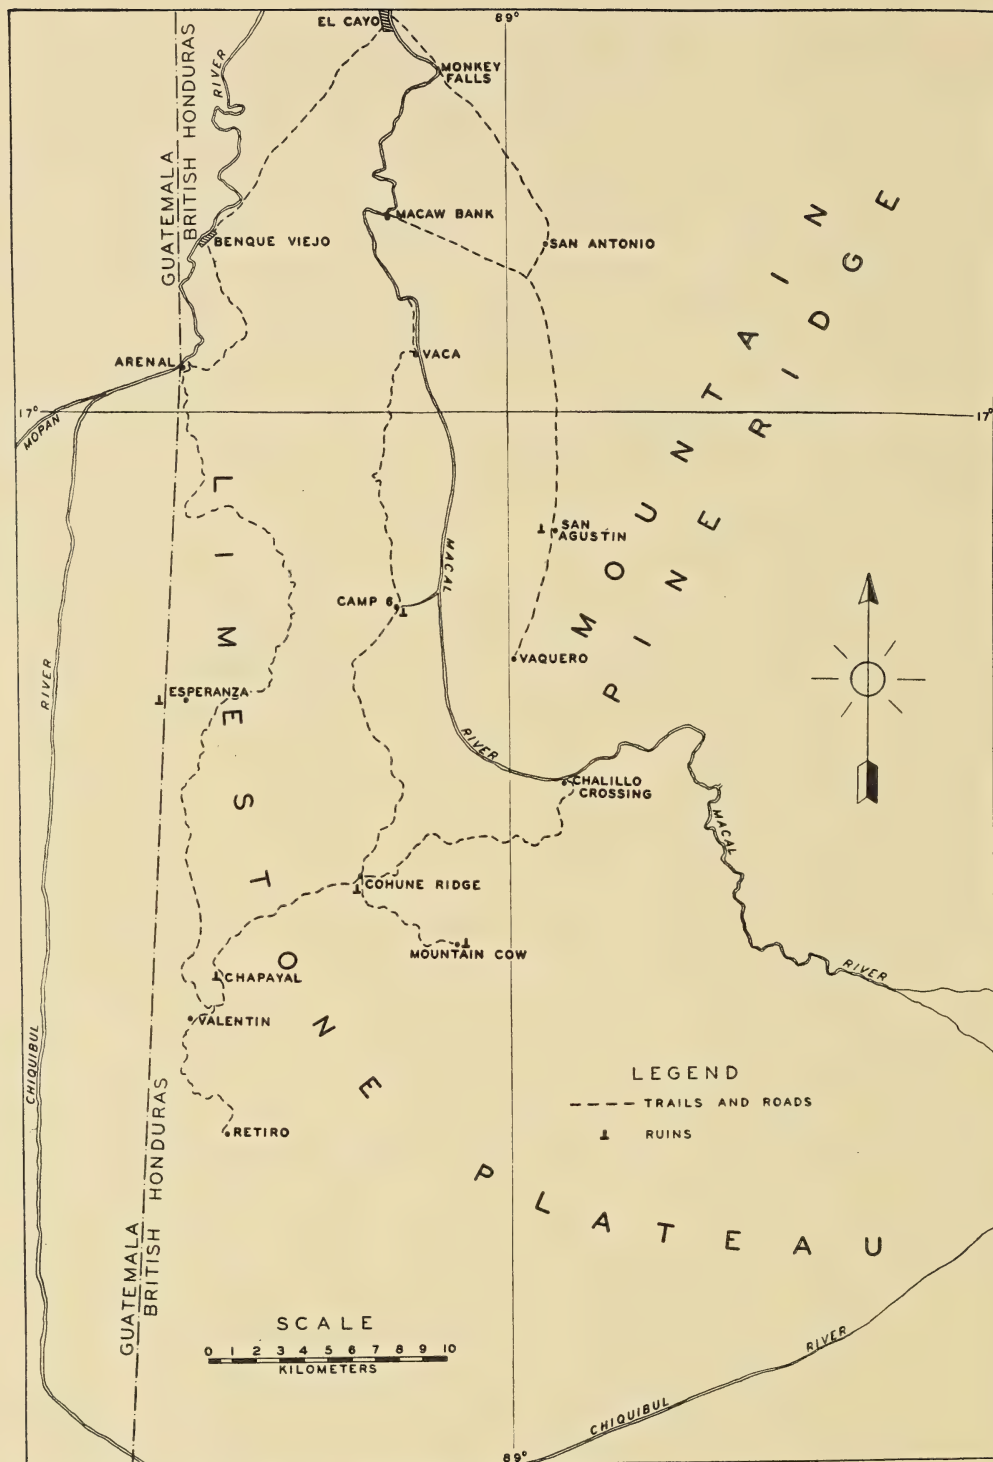 EL CAYO
89°
MONKEY
FALLS
RIVER
GUATEMALA
BRITISH HONDURAS
MACAW BANK
BENQUE VIEJO
SAN ANTONIO
MOUNTAIN
PINE RIDGE
ARENAL
VACA
17°
17°
MOPAN
LIMESTONE
SAN
AGUSTIN
MACAL
CAMP 6
VAQUERO
RIVER
ESPERANZA
RIVER
CHALILLO
CROSSING
MACAL
COHUNE RIDGE
MOUNTAIN COW
RIVER
CHAPAYAL
VALENTIN
CHIQUIBUL
LEGEND
TRAILS AND ROADS
RUINS
RETIRO
PLATEAU
GUATEMALA
BRITISH HONDURAS
SCALE
0 1 2 3 4 5 6 7 8 9 10
KILOMETERS
RIVER
CHIQUIBUL
89°